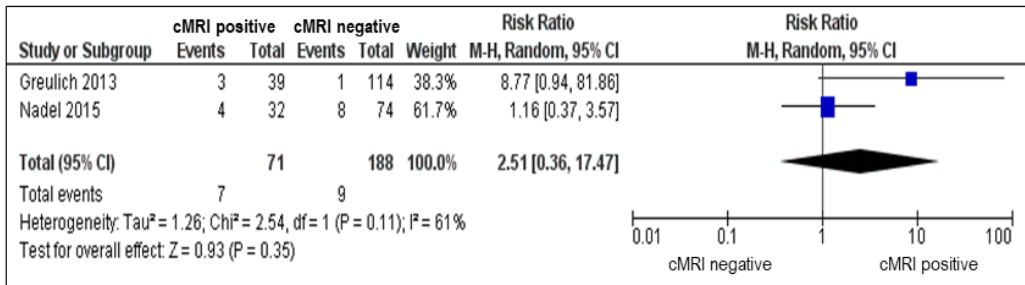 cMRI positive cMRI negative Risk Ratio Risk Ratio
Study or Subgroup Events Total Events Total Weight M-H, Random, 95% CI M-H, Random, 95% CI
Greulich 2013 3 39 1 114 38.3% 8.77 [0.94, 81.86]
Nadel 2015 4 32 8 74 61.7% 1.16 [0.37, 3.57]
Total (95% CI) 71 188 100.0% 2.51 [0.36, 17.47]
Total events 7 9
Heterogeneity: Tau² = 1.26; Chi² = 2.54, df = 1 (P = 0.11); I² = 61%
Test for overall effect: Z = 0.93 (P = 0.35)
0.01 0.1 1 10 100
cMRI negative cMRI positive